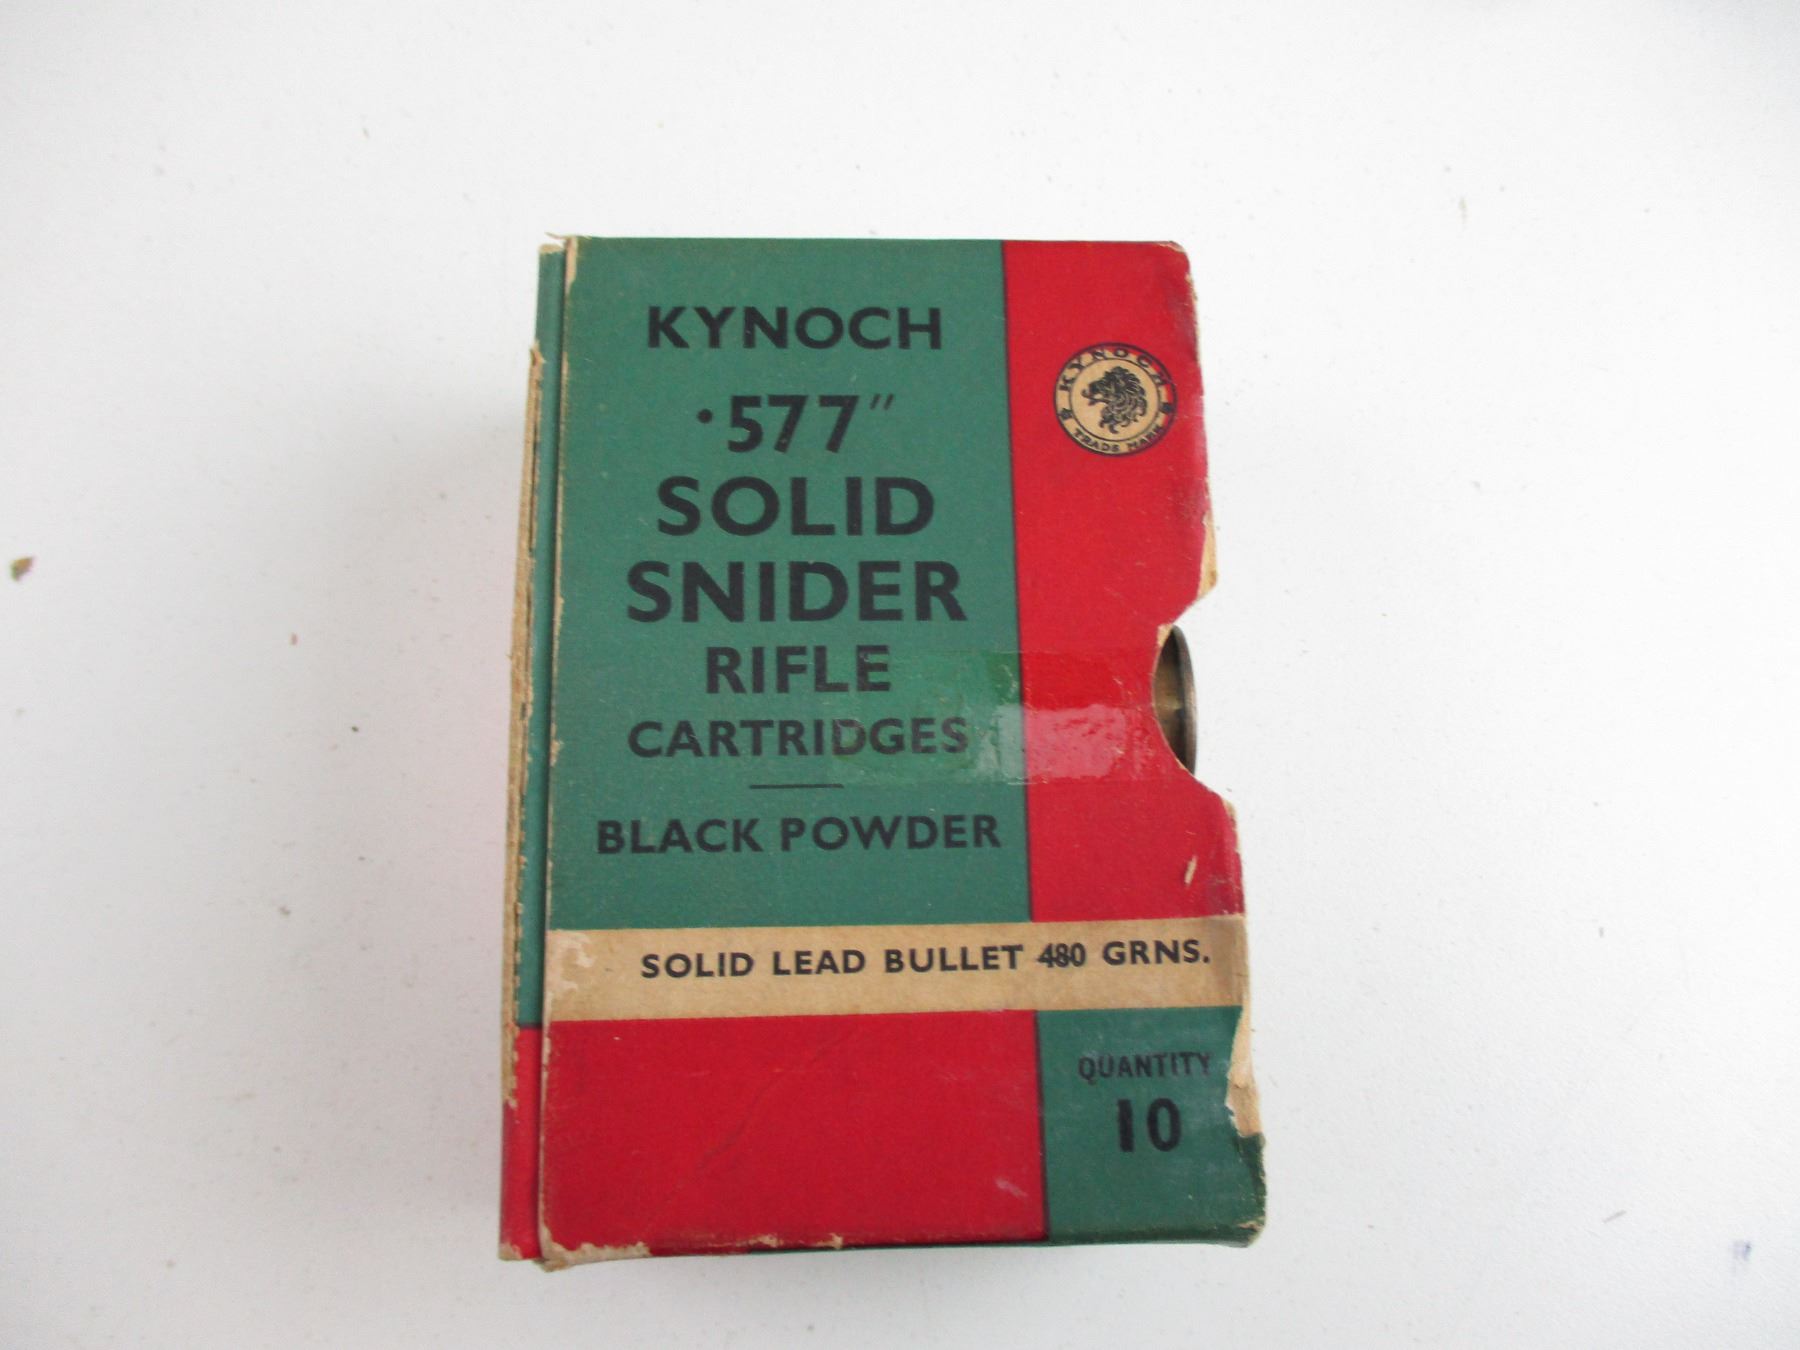 KYNOCH
·577"
SOLID
SNIDER
RIFLE
CARTRIDGES
BLACK POWDER
KYNOCH
TRADE MARK
SOLID LEAD BULLET 480 GRNS.
QUANTITY
10